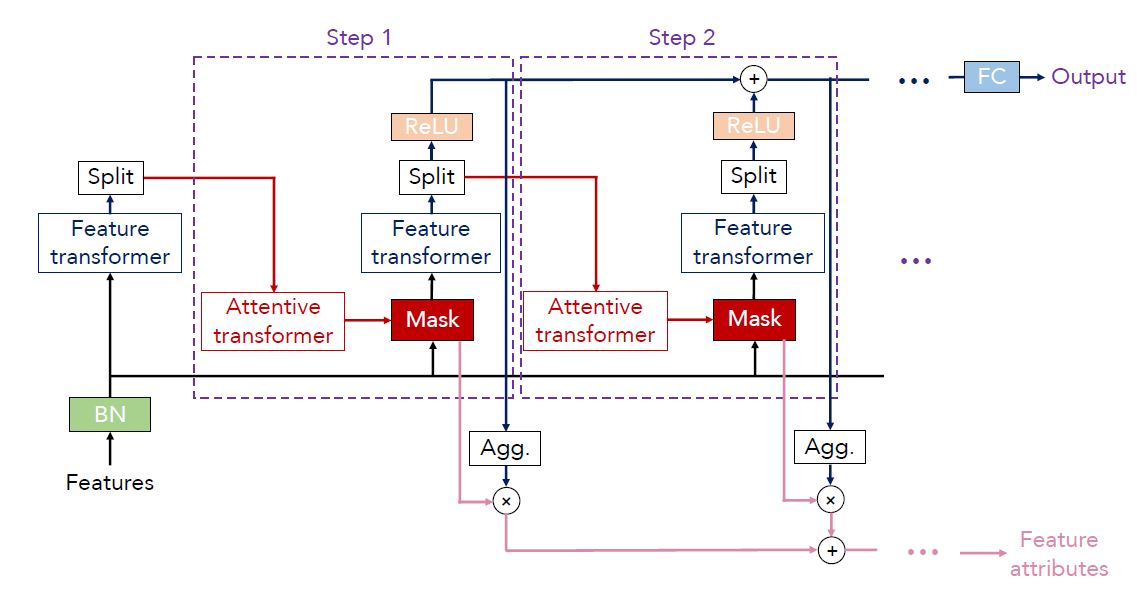 Step 1
Step 2
+
...
FC
Output
ReLU
ReLU
Split
Split
Split
Feature
transformer
Feature
transformer
Feature
transformer
...
Attentive
transformer
Mask
Attentive
transformer
Mask
BN
Agg.
Agg.
Features
×
×
+
...
Feature
attributes